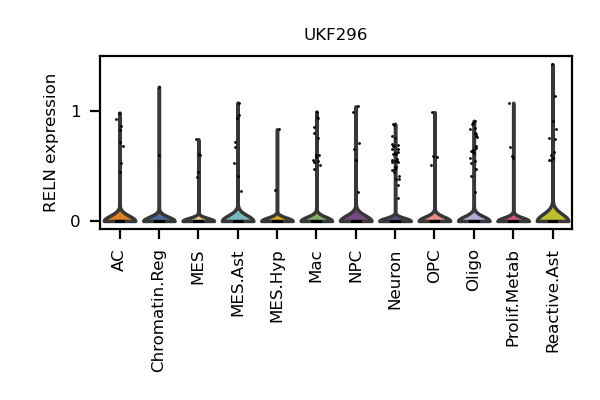 UKF296
RELN expression
1
0
AC
Chromatin.Reg
MES
MES.Ast
MES.Hyp
Mac
NPC
Neuron
OPC
Oligo
Prolif.Metab
Reactive.Ast